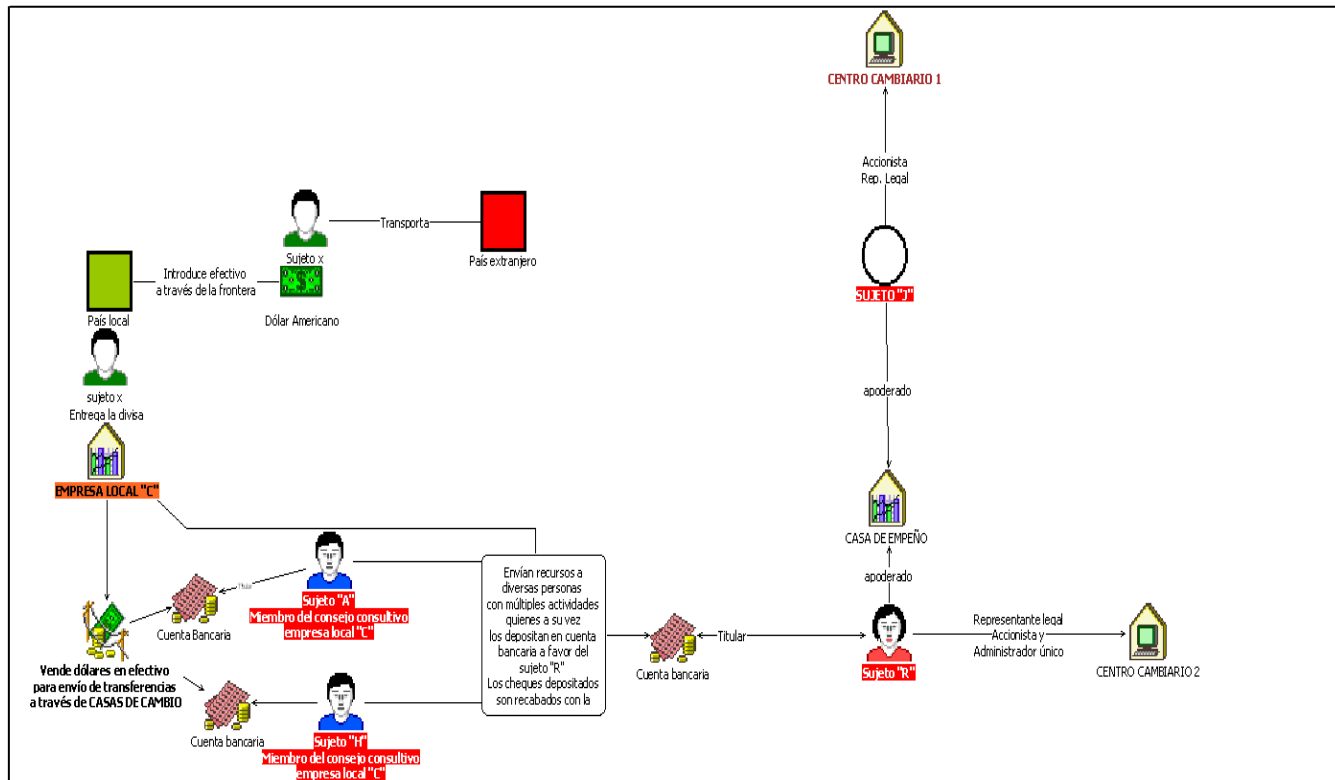 CENTRO CAMBIARIO 1
Accionista
Rep. Legal
Transporta
Sujeto x
País extranjero
Introduce efectivo
a través de la frontera
País local
Dólar Americano
SUJETO "J"
sujeto x
Entrega la divisa
apoderado
EMPRESA LOCAL "C"
CASA DE EMPEÑO
Titular
Sujeto "A"
Miembro del consejo consultivo
empresa local "C"
Cuenta Bancaria
Envían recursos a
diversas personas
con múltiples actividades
quienes a su vez
los depositan en cuenta
bancaria a favor del
sujeto "R"
Los cheques depositados
son recabados con la
apoderado
Titular
Cuenta bancaria
Sujeto "R"
Representante legal
Accionista y
Administrador único
CENTRO CAMBIARIO 2
Vende dólares en efectivo
para envío de transferencias
a través de CASAS DE CAMBIO
Cuenta bancaria
Sujeto "H"
Miembro del consejo consultivo
empresa local "C"